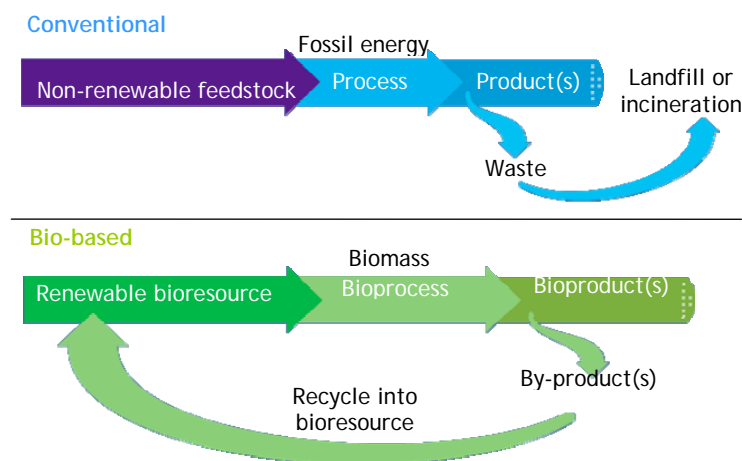 Conventional
Fossil energy
Non-renewable feedstock
Process
Product(s)
Landfill or
incineration
Waste
Bio-based
Biomass
Renewable bioresource
Bioprocess
Bioproduct(s)
By-product(s)
Recycle into
bioresource